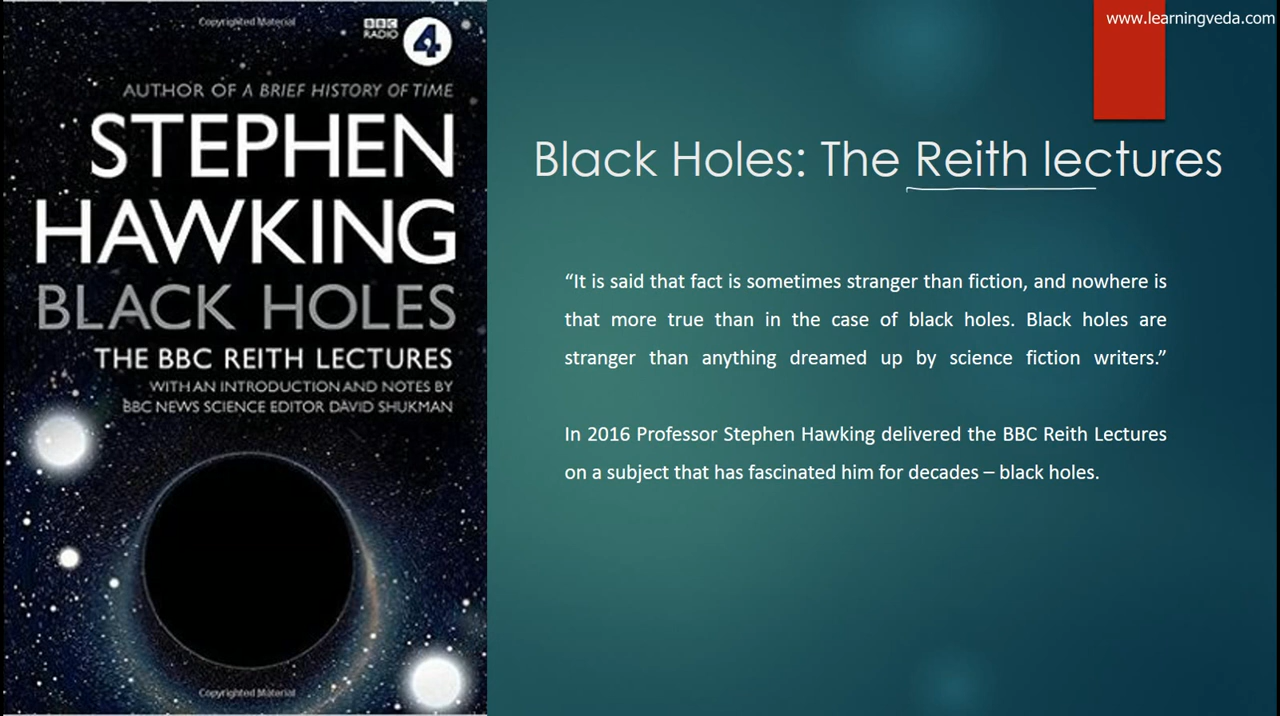 Copyrighted Material
BBC
RADIO
4
AUTHOR OF A BRIEF HISTORY OF TIME
STEPHEN
HAWKING
BLACK HOLES
THE BBC REITH LECTURES
WITH AN INTRODUCTION AND NOTES BY
BBC NEWS SCIENCE EDITOR DAVID SHUKMAN
Copyrighted Material
www.learningveda.com
Black Holes: The Reith lectures
“It is said that fact is sometimes stranger than fiction, and nowhere is
that more true than in the case of black holes. Black holes are
stranger than anything dreamed up by science fiction writers.”
In 2016 Professor Stephen Hawking delivered the BBC Reith Lectures
on a subject that has fascinated him for decades – black holes.